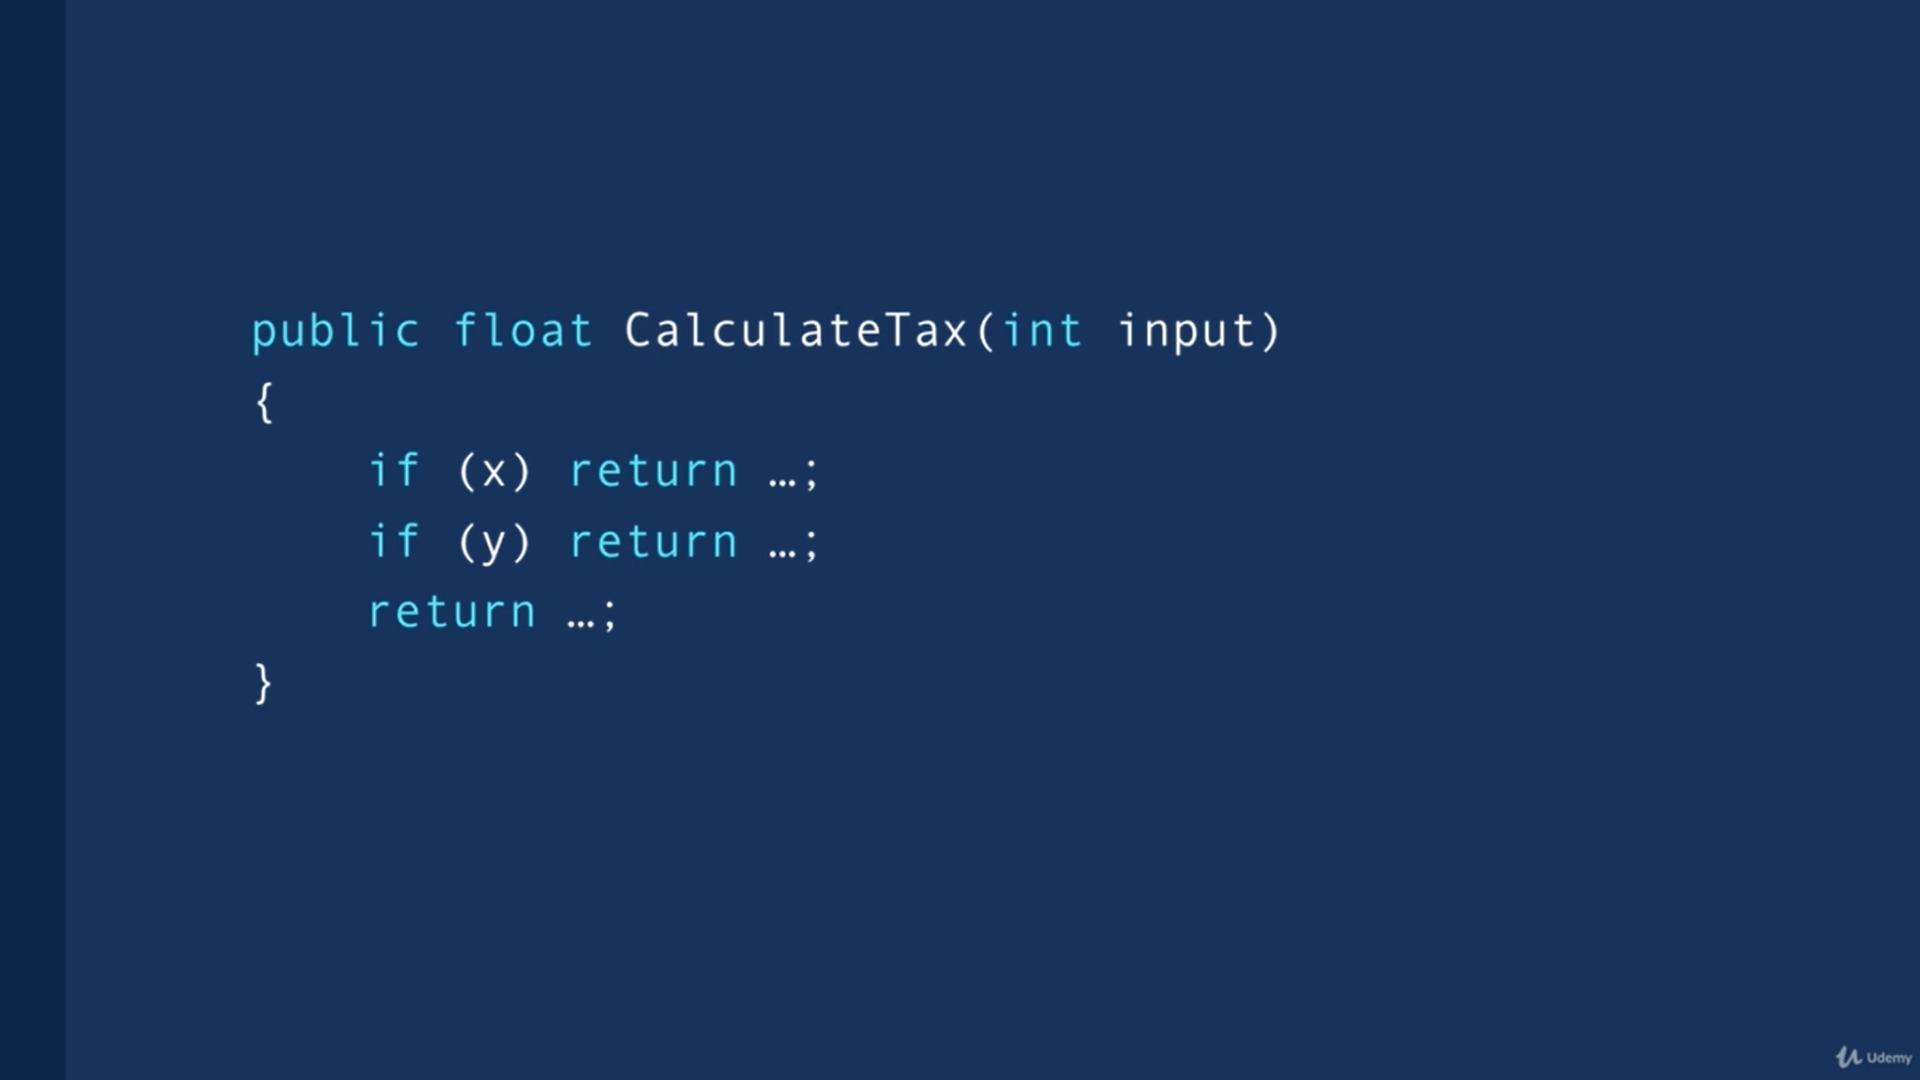 public float CalculateTax(int input)
{
if (x) return …;
if (y) return …;
return …;
}
Udemy